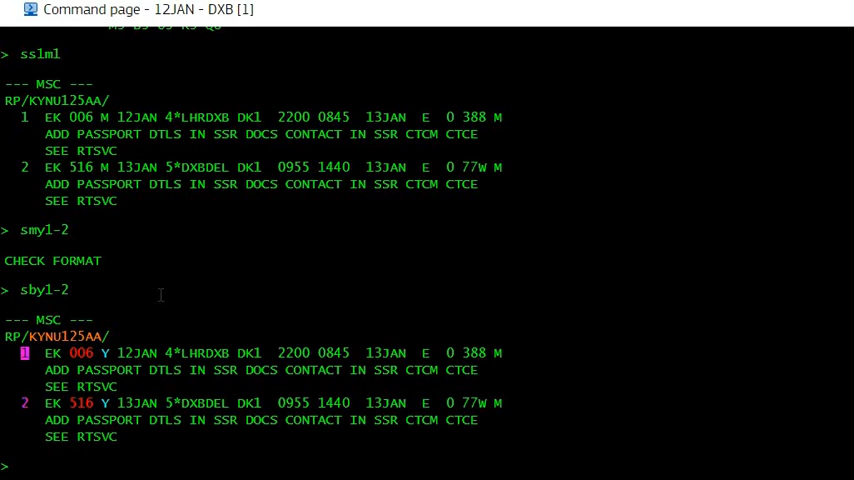 Command page - 12JAN - DXB [1]
> ss1m1
--- MSC ---
RP/KYNU125AA/
1 EK 006 M 12JAN 4*LHRDXB DK1 2200 0845 13JAN E 0 388 M
ADD PASSPORT DTLS IN SSR DOCS CONTACT IN SSR CTCM CTCE
SEE RTSVC
2 EK 516 M 13JAN 5*DXBDEL DK1 0955 1440 13JAN E 0 77W M
ADD PASSPORT DTLS IN SSR DOCS CONTACT IN SSR CTCM CTCE
SEE RTSVC
> smy1-2
CHECK FORMAT
> sby1-2
--- MSC ---
RP/KYNU125AA/
1 EK 006 Y 12JAN 4*LHRDXB DK1 2200 0845 13JAN E 0 388 M
ADD PASSPORT DTLS IN SSR DOCS CONTACT IN SSR CTCM CTCE
SEE RTSVC
2 EK 516 Y 13JAN 5*DXBDEL DK1 0955 1440 13JAN E 0 77W M
ADD PASSPORT DTLS IN SSR DOCS CONTACT IN SSR CTCM CTCE
SEE RTSVC
>